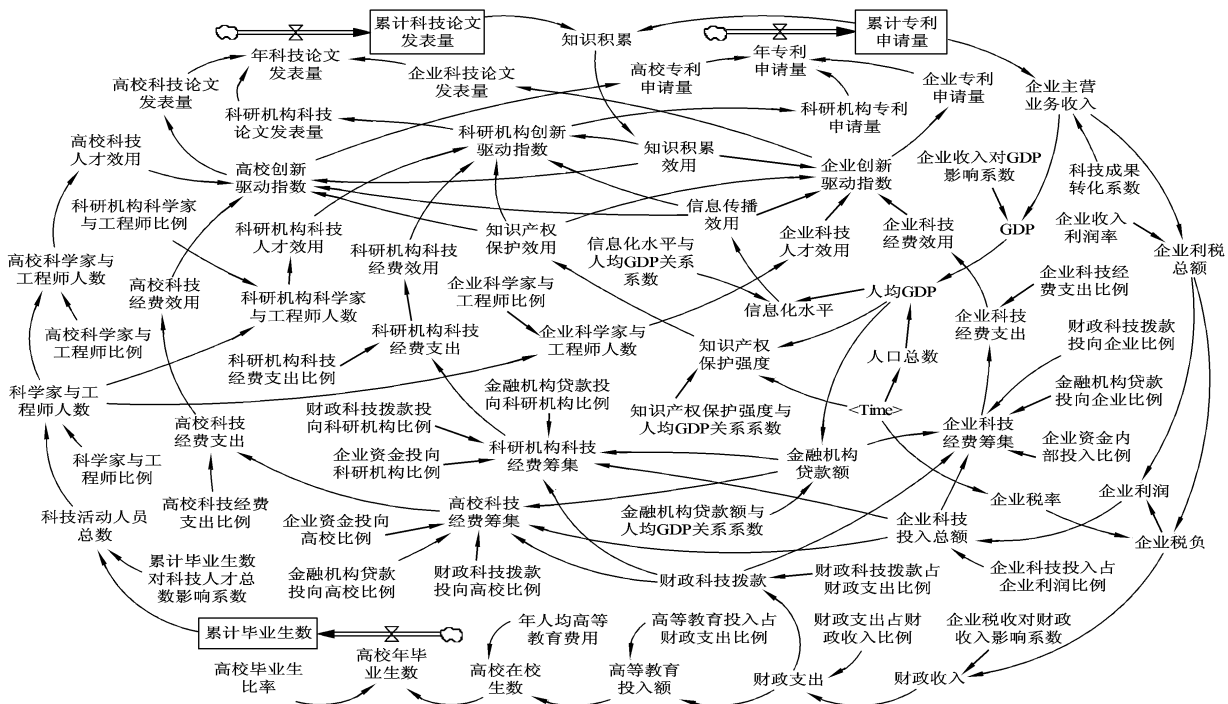 累计科技论文
发表量
知识积累
累计专利
申请量
年科技论文
发表量
年专利
申请量
高校科技论文
发表量
企业科技论文
发表量
高校专利
申请量
企业专利
申请量
企业主营
业务收入
科研机构科技
论文发表量
科研机构专利
申请量
高校科技
人才效用
科研机构创新
驱动指数
知识积累
效用
高校创新
驱动指数
企业创新
驱动指数
企业收入对GDP
影响系数
科技成果
转化系数
科研机构科学家
与工程师比例
信息传播
效用
科研机构科技
人才效用
知识产权
保护效用
企业科技
人才效用
企业科技
经费效用
GDP
企业收入
利润率
科研机构科技
经费效用
信息化水平与
人均GDP关系
系数
企业利税
总额
高校科学家与
工程师人数
高校科技
经费效用
科研机构科学家
与工程师人数
企业科学家与
工程师比例
信息化水平
人均GDP
企业科技经
费支出比例
企业科技
经费支出
高校科学家与
工程师比例
科研机构科技
经费支出
企业科学家与
工程师人数
知识产权
保护强度
人口总数
财政科技拨款
投向企业比例
科研机构科技
经费支出比例
科学家与工
程师人数
金融机构贷款投
向科研机构比例
金融机构贷款
投向企业比例
财政科技拨款投
向科研机构比例
知识产权保护强度与
人均GDP关系系数
<Time>
高校科技
经费支出
企业科技
经费筹集
科学家与工
程师比例
企业资金投向
科研机构比例
科研机构科技
经费筹集
金融机构
贷款额
企业资金内
部投入比例
高校科技经费
支出比例
高校科技
经费筹集
企业税率
企业利润
科技活动人员
总数
企业资金投向
高校比例
金融机构贷款额与
人均GDP关系系数
企业科技
投入总额
企业税负
累计毕业生数
对科技人才总
数影响系数
金融机构贷款
投向高校比例
财政科技拨款
投向高校比例
财政科技拨款
财政科技拨款占
财政支出比例
企业科技投入占
企业利润比例
累计毕业生数
年人均高等
教育费用
高等教育投入占
财政支出比例
财政支出占财
政收入比例
企业税收对财政
收入影响系数
高校毕业生
比率
高校年毕
业生数
高校在校
生数
高等教育
投入额
财政支出
财政收入